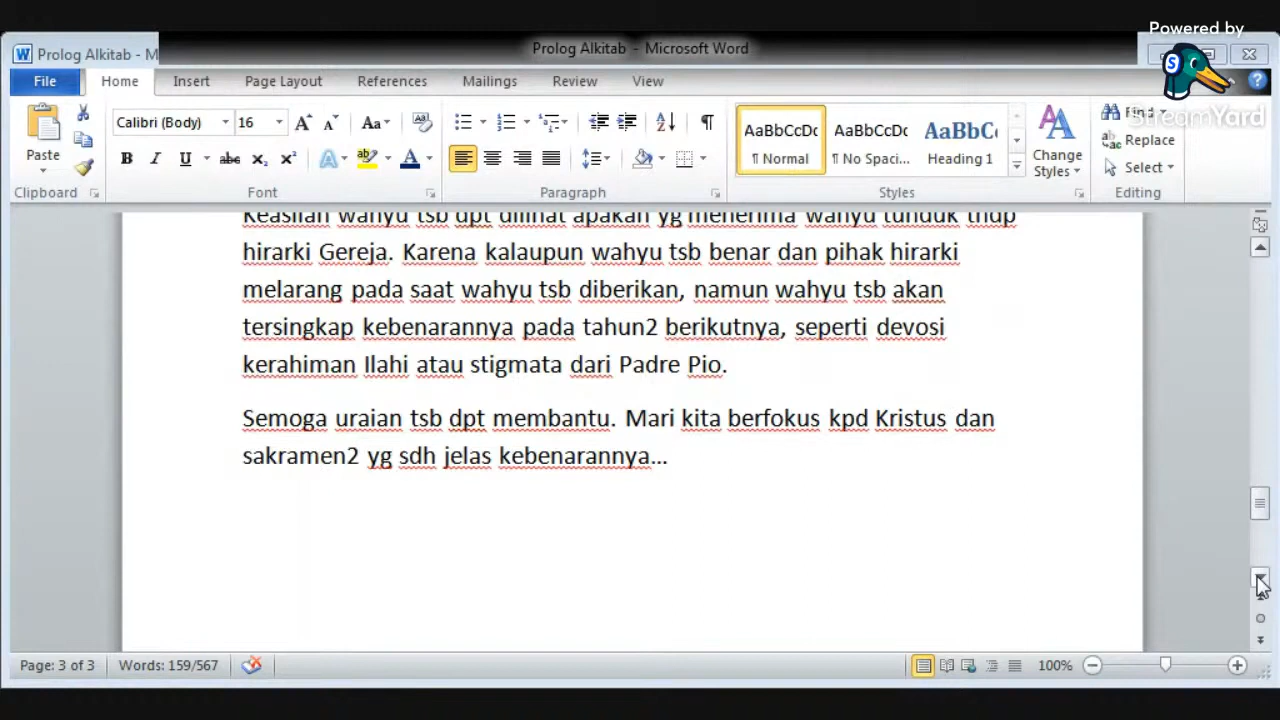 Powered by
StreamYard
Prolog Alkitab - M
Prolog Alkitab - Microsoft Word
File Home Insert Page Layout References Mailings Review View
Calibri (Body) 16
AaBbCcDc AaBbCcDc AaBbC
Paste
¶ Normal ¶ No Spaci... Heading 1
Change Styles
Find
Replace
Select
Clipboard Font Paragraph Styles Editing
Keaslian wahyu tsb dpt dilihat apakah yg menerima wahyu tunduk thdp
hirarki Gereja. Karena kalaupun wahyu tsb benar dan pihak hirarki
melarang pada saat wahyu tsb diberikan, namun wahyu tsb akan
tersingkap kebenarannya pada tahun2 berikutnya, seperti devosi
kerahiman Ilahi atau stigmata dari Padre Pio.
Semoga uraian tsb dpt membantu. Mari kita berfokus kpd Kristus dan
sakramen2 yg sdh jelas kebenarannya...
Page: 3 of 3 Words: 159/567 100%